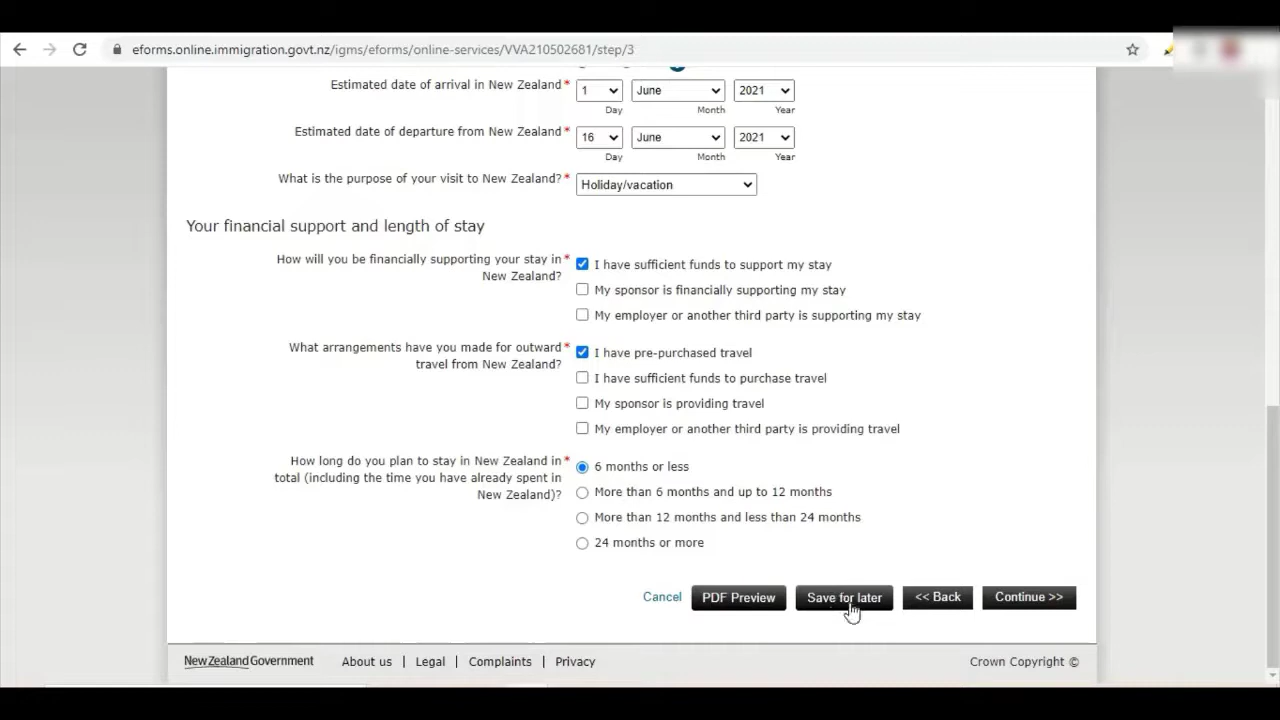 eforms.online.immigration.govt.nz/igms/eforms/online-services/VVA210502681/step/3
Estimated date of arrival in New Zealand* 1 June 2021
Day Month Year
Estimated date of departure from New Zealand* 16 June 2021
Day Month Year
What is the purpose of your visit to New Zealand?* Holiday/vacation
Your financial support and length of stay
How will you be financially supporting your stay in*
New Zealand?
I have sufficient funds to support my stay
My sponsor is financially supporting my stay
My employer or another third party is supporting my stay
What arrangements have you made for outward*
travel from New Zealand?
I have pre-purchased travel
I have sufficient funds to purchase travel
My sponsor is providing travel
My employer or another third party is providing travel
How long do you plan to stay in New Zealand in*
total (including the time you have already spent in
New Zealand)?
6 months or less
More than 6 months and up to 12 months
More than 12 months and less than 24 months
24 months or more
Cancel PDF Preview Save for later << Back Continue >>
New Zealand Government About us | Legal | Complaints | Privacy Crown Copyright ©